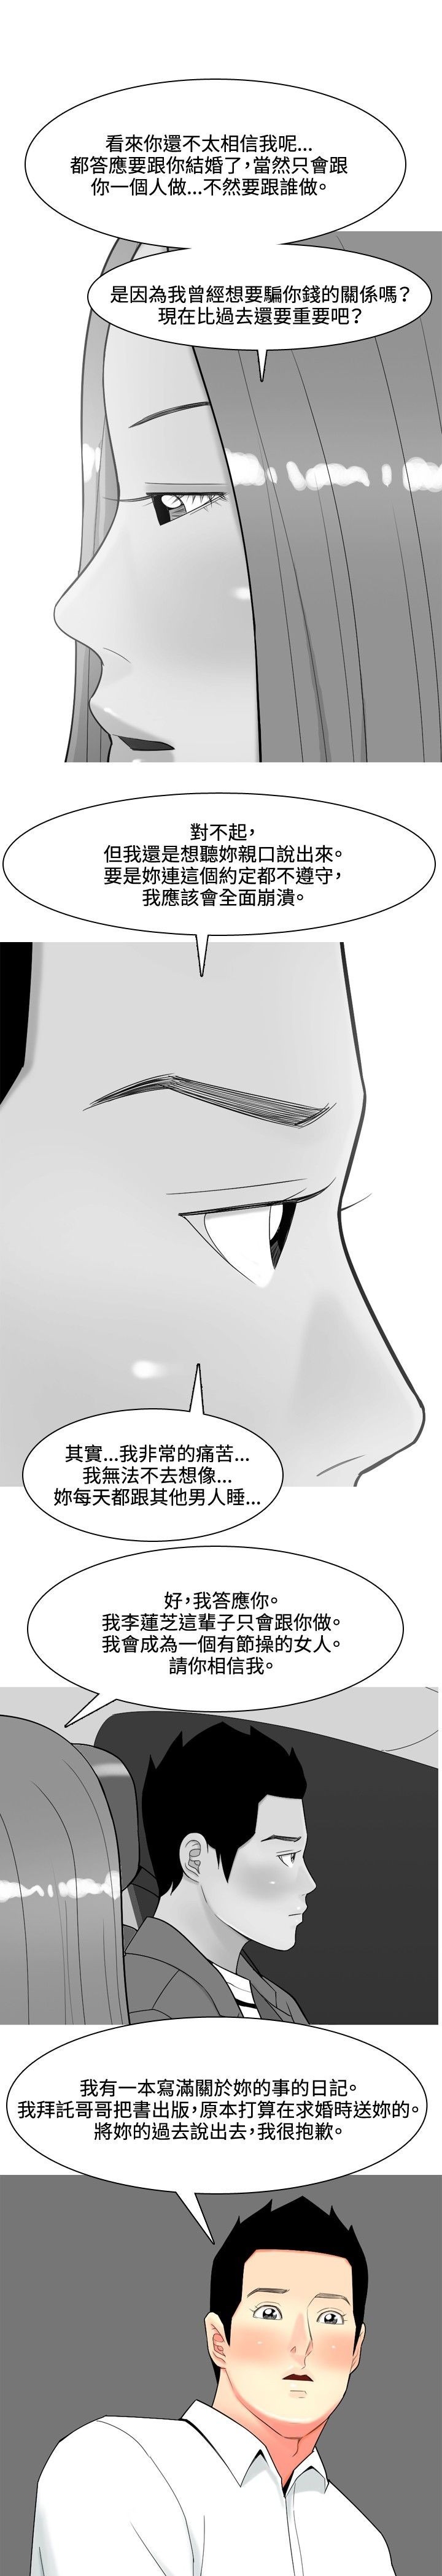 看來你還不太相信我呢...
都答應要跟你結婚了,當然只會跟
你一個人做...不然要跟誰做。
是因為我曾經想要騙你錢的關係嗎?
現在比過去還要重要吧?
對不起,
但我還是想聽妳親口說出來。
要是妳連這個約定都不遵守,
我應該會全面崩潰。
其實...我非常的痛苦...
我無法不去想像...
妳每天都跟其他男人睡...
好,我答應你。
我李蓮芝這輩子只會跟你做。
我會成為一個有節操的女人。
請你相信我。
我有一本寫滿關於妳的事的日記。
我拜託哥哥把書出版,原本打算在求婚時送妳的。
將妳的過去說出去,我很抱歉。